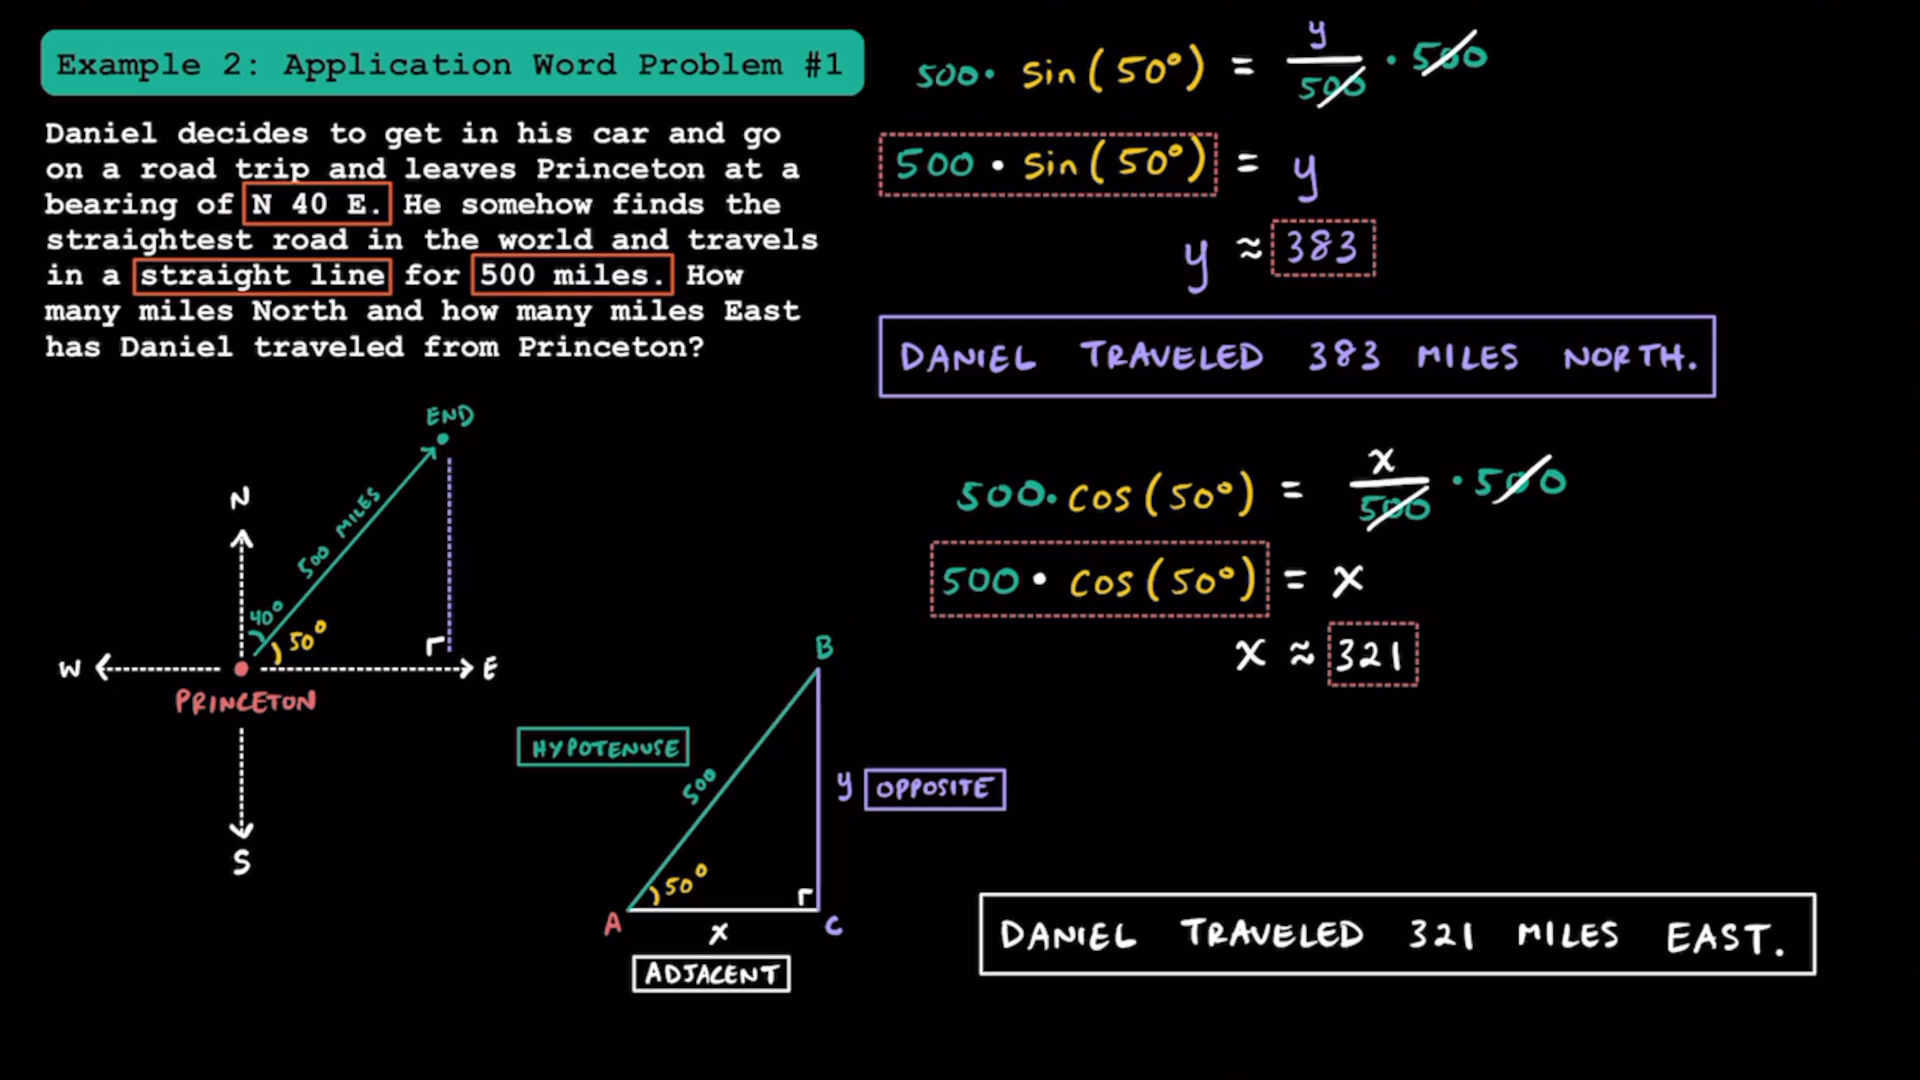 Example 2: Application Word Problem #1
Daniel decides to get in his car and go
on a road trip and leaves Princeton at a
bearing of N 40 E. He somehow finds the
straightest road in the world and travels
in a straight line for 500 miles. How
many miles North and how many miles East
has Daniel traveled from Princeton?
500 · sin(50°) = y/500 · 500
500 · sin(50°) = y
y ≈ 383
DANIEL TRAVELED 383 MILES NORTH.
500 · cos(50°) = x/500 · 500
500 · cos(50°) = x
x ≈ 321
DANIEL TRAVELED 321 MILES EAST.
END
N
500 MILES
40°
50°
W
E
PRINCETON
S
B
HYPOTENUSE
500
y
OPPOSITE
50°
A
x
C
ADJACENT